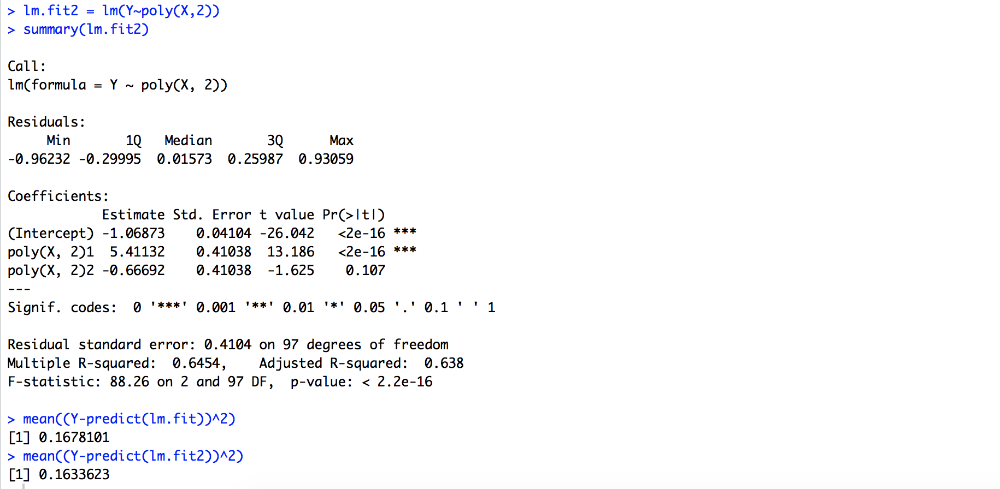 > lm.fit2 = lm(Y~poly(X,2))
> summary(lm.fit2)
Call:
lm(formula = Y ~ poly(X, 2))
Residuals:
     Min       1Q   Median       3Q      Max
-0.96232 -0.29995  0.01573  0.25987  0.93059
Coefficients:
            Estimate Std. Error t value Pr(>|t|)
(Intercept) -1.06873    0.04104 -26.042   <2e-16 ***
poly(X, 2)1  5.41132    0.41038  13.186   <2e-16 ***
poly(X, 2)2 -0.66692    0.41038  -1.625    0.107
---
Signif. codes:  0 '***' 0.001 '**' 0.01 '*' 0.05 '.' 0.1 ' ' 1
Residual standard error: 0.4104 on 97 degrees of freedom
Multiple R-squared:  0.6454,    Adjusted R-squared:  0.638
F-statistic: 88.26 on 2 and 97 DF,  p-value: < 2.2e-16
> mean((Y-predict(lm.fit))^2)
[1] 0.1678101
> mean((Y-predict(lm.fit2))^2)
[1] 0.1633623